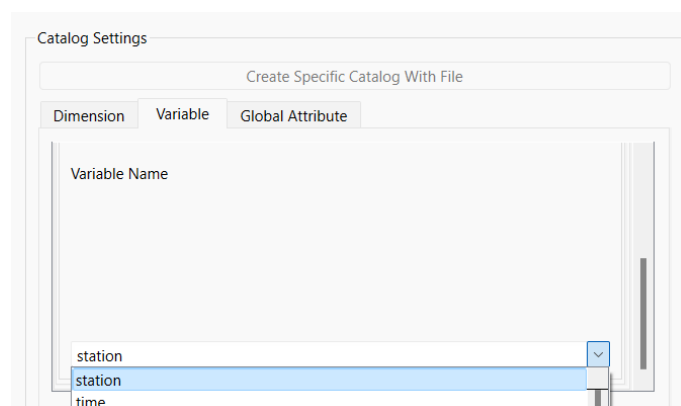 Catalog Settings
Create Specific Catalog With File
Dimension Variable Global Attribute
Variable Name
station
station
time